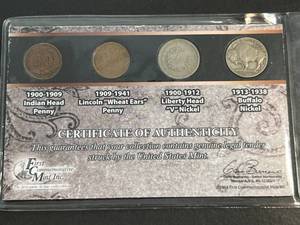 1900-1909
Indian Head
Penny
1909-1941
Lincoln "Wheat Ears"
Penny
1900-1912
Liberty Head
"V" Nickel
1913-1938
Buffalo
Nickel
CERTIFICATE OF AUTHENTICITY
This guarantees that your collection contains genuine legal tender
struck by the United States Mint.
First
Commemorative
Mint, Inc.